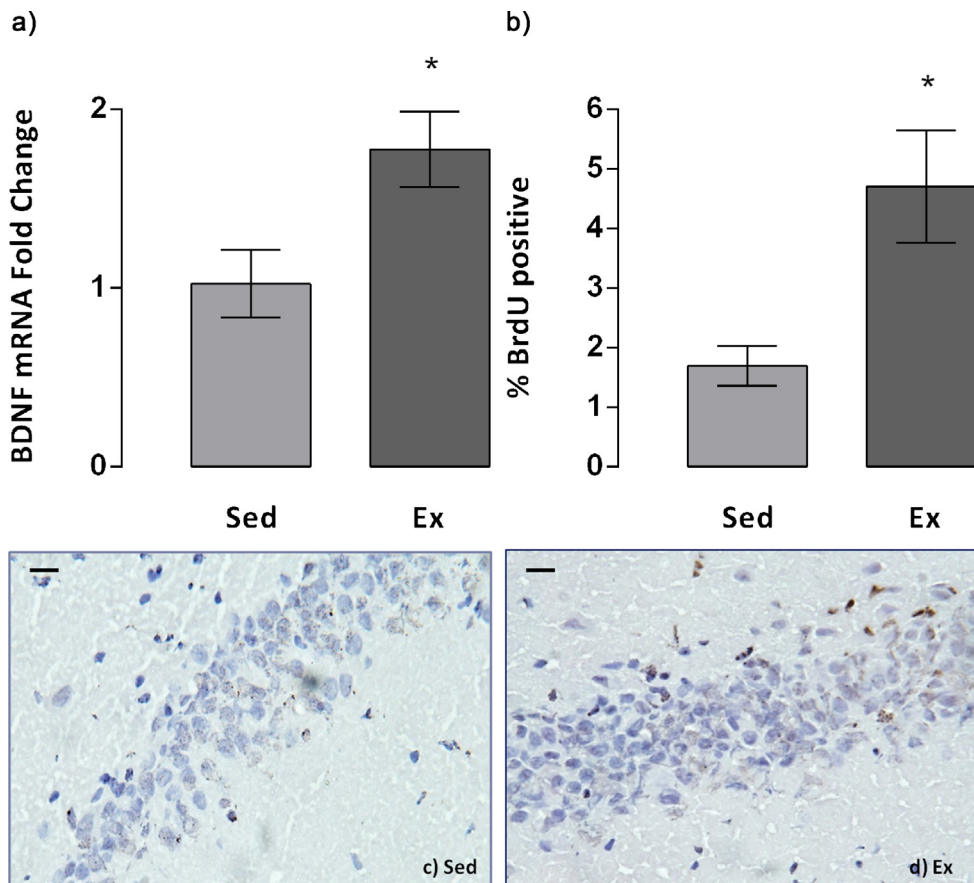 a)
b)
*
*
BDNF mRNA Fold Change
2
1
0
Sed
Ex
% BrdU positive
6
5
4
3
2
1
0
Sed
Ex
c) Sed
d) Ex